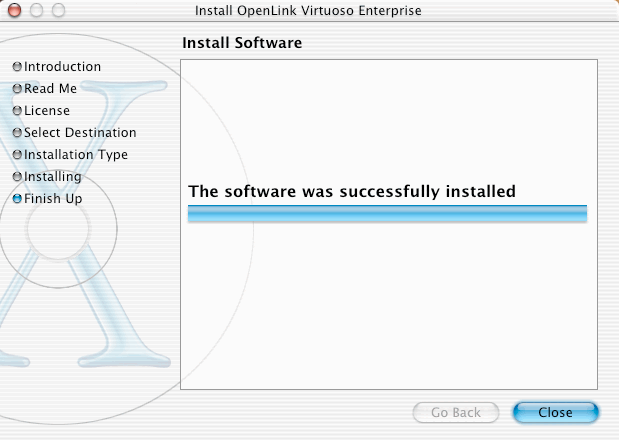 Install OpenLink Virtuoso Enterprise
Install Software
Introduction
Read Me
License
Select Destination
Installation Type
Installing
Finish Up
The software was successfully installed
Go Back
Close